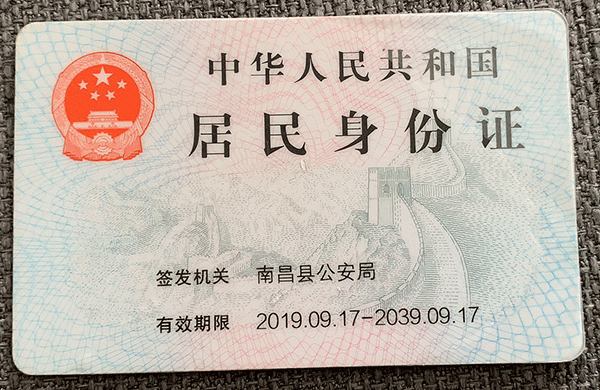 中华人民共和国
居民身份证
签发机关 南昌县公安局
有效期限 2019.09.17-2039.09.17